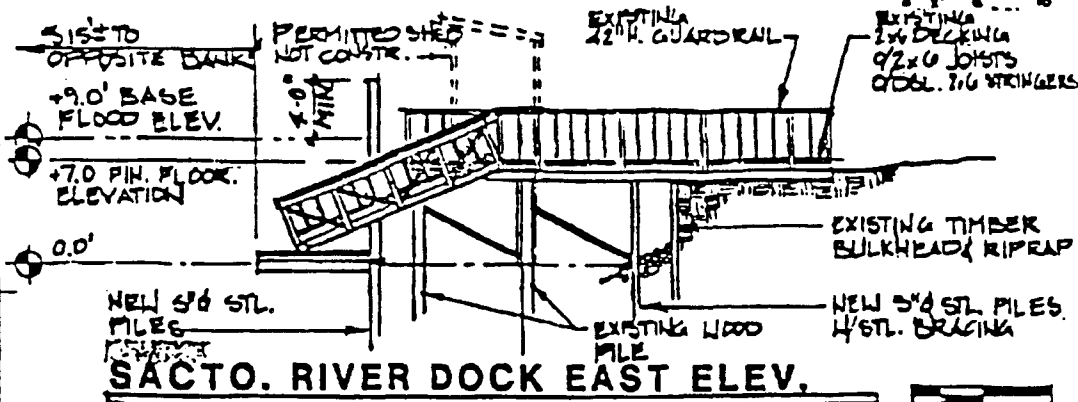 515± TO
OPPOSITE BANK
PERMITTED SHED
NOT CONSTR.
EXISTING
42" H. GUARDRAIL
EXISTING
2x6 DECKING
O/2x6 JOISTS
O/DBL. 2x6 STRINGERS
+9.0' BASE
FLOOD ELEV.
4'-0"
MIN
+7.0 FIN. FLOOR
ELEVATION
0.0'
EXISTING TIMBER
BULKHEAD & RIPRAP
NEW 5"ϕ STL.
PILES
EXISTING WOOD
PILE
NEW 5"ϕ STL PILES
W/STL. BRACING
SACTO. RIVER DOCK EAST ELEV.